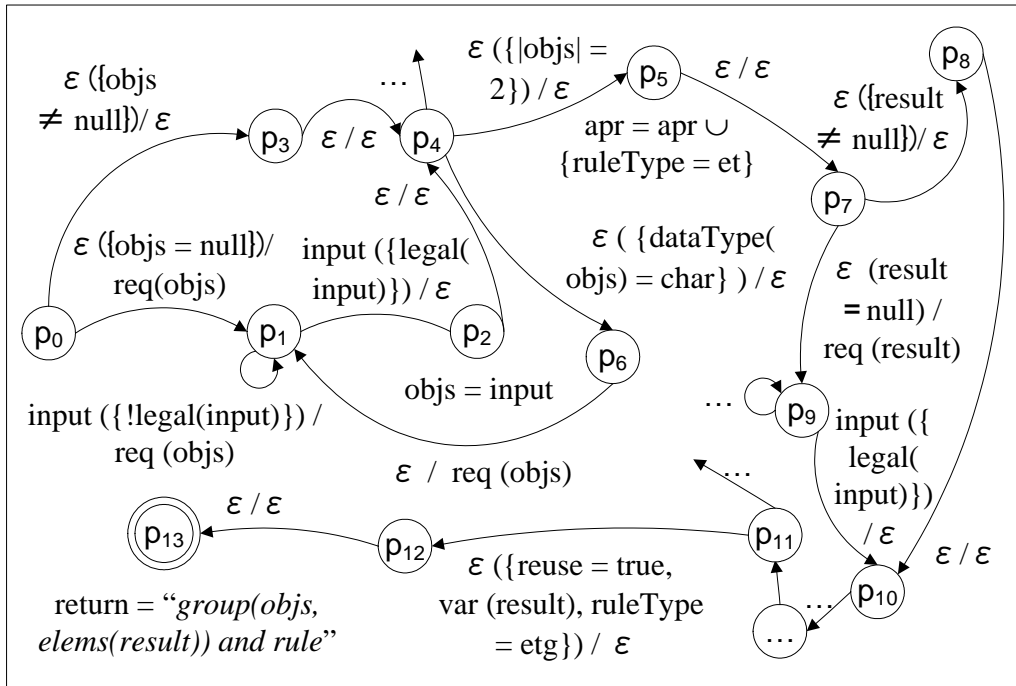 ε ({objs
≠ null})/ ε
p3
ε / ε
...
p4
ε ({|objs| =
2}) / ε
p5
apr = apr ∪
{ruleType = et}
ε / ε
p8
ε ({result
≠ null})/ ε
p7
ε / ε
ε ({objs = null})/
req(objs)
input ({legal(
input)}) / ε
ε ( {dataType(
objs) = char} ) / ε
ε (result
= null) /
req (result)
p0
p1
p2
p6
objs = input
input ({!legal(input)}) /
req (objs)
ε / req (objs)
...
p9
input ({
legal(
input)})
/ ε
ε / ε
...
p13
ε / ε
p12
p11
p10
...
...
ε ({reuse = true,
var (result), ruleType
= etg}) / ε
return = “group(objs,
elems(result)) and rule”